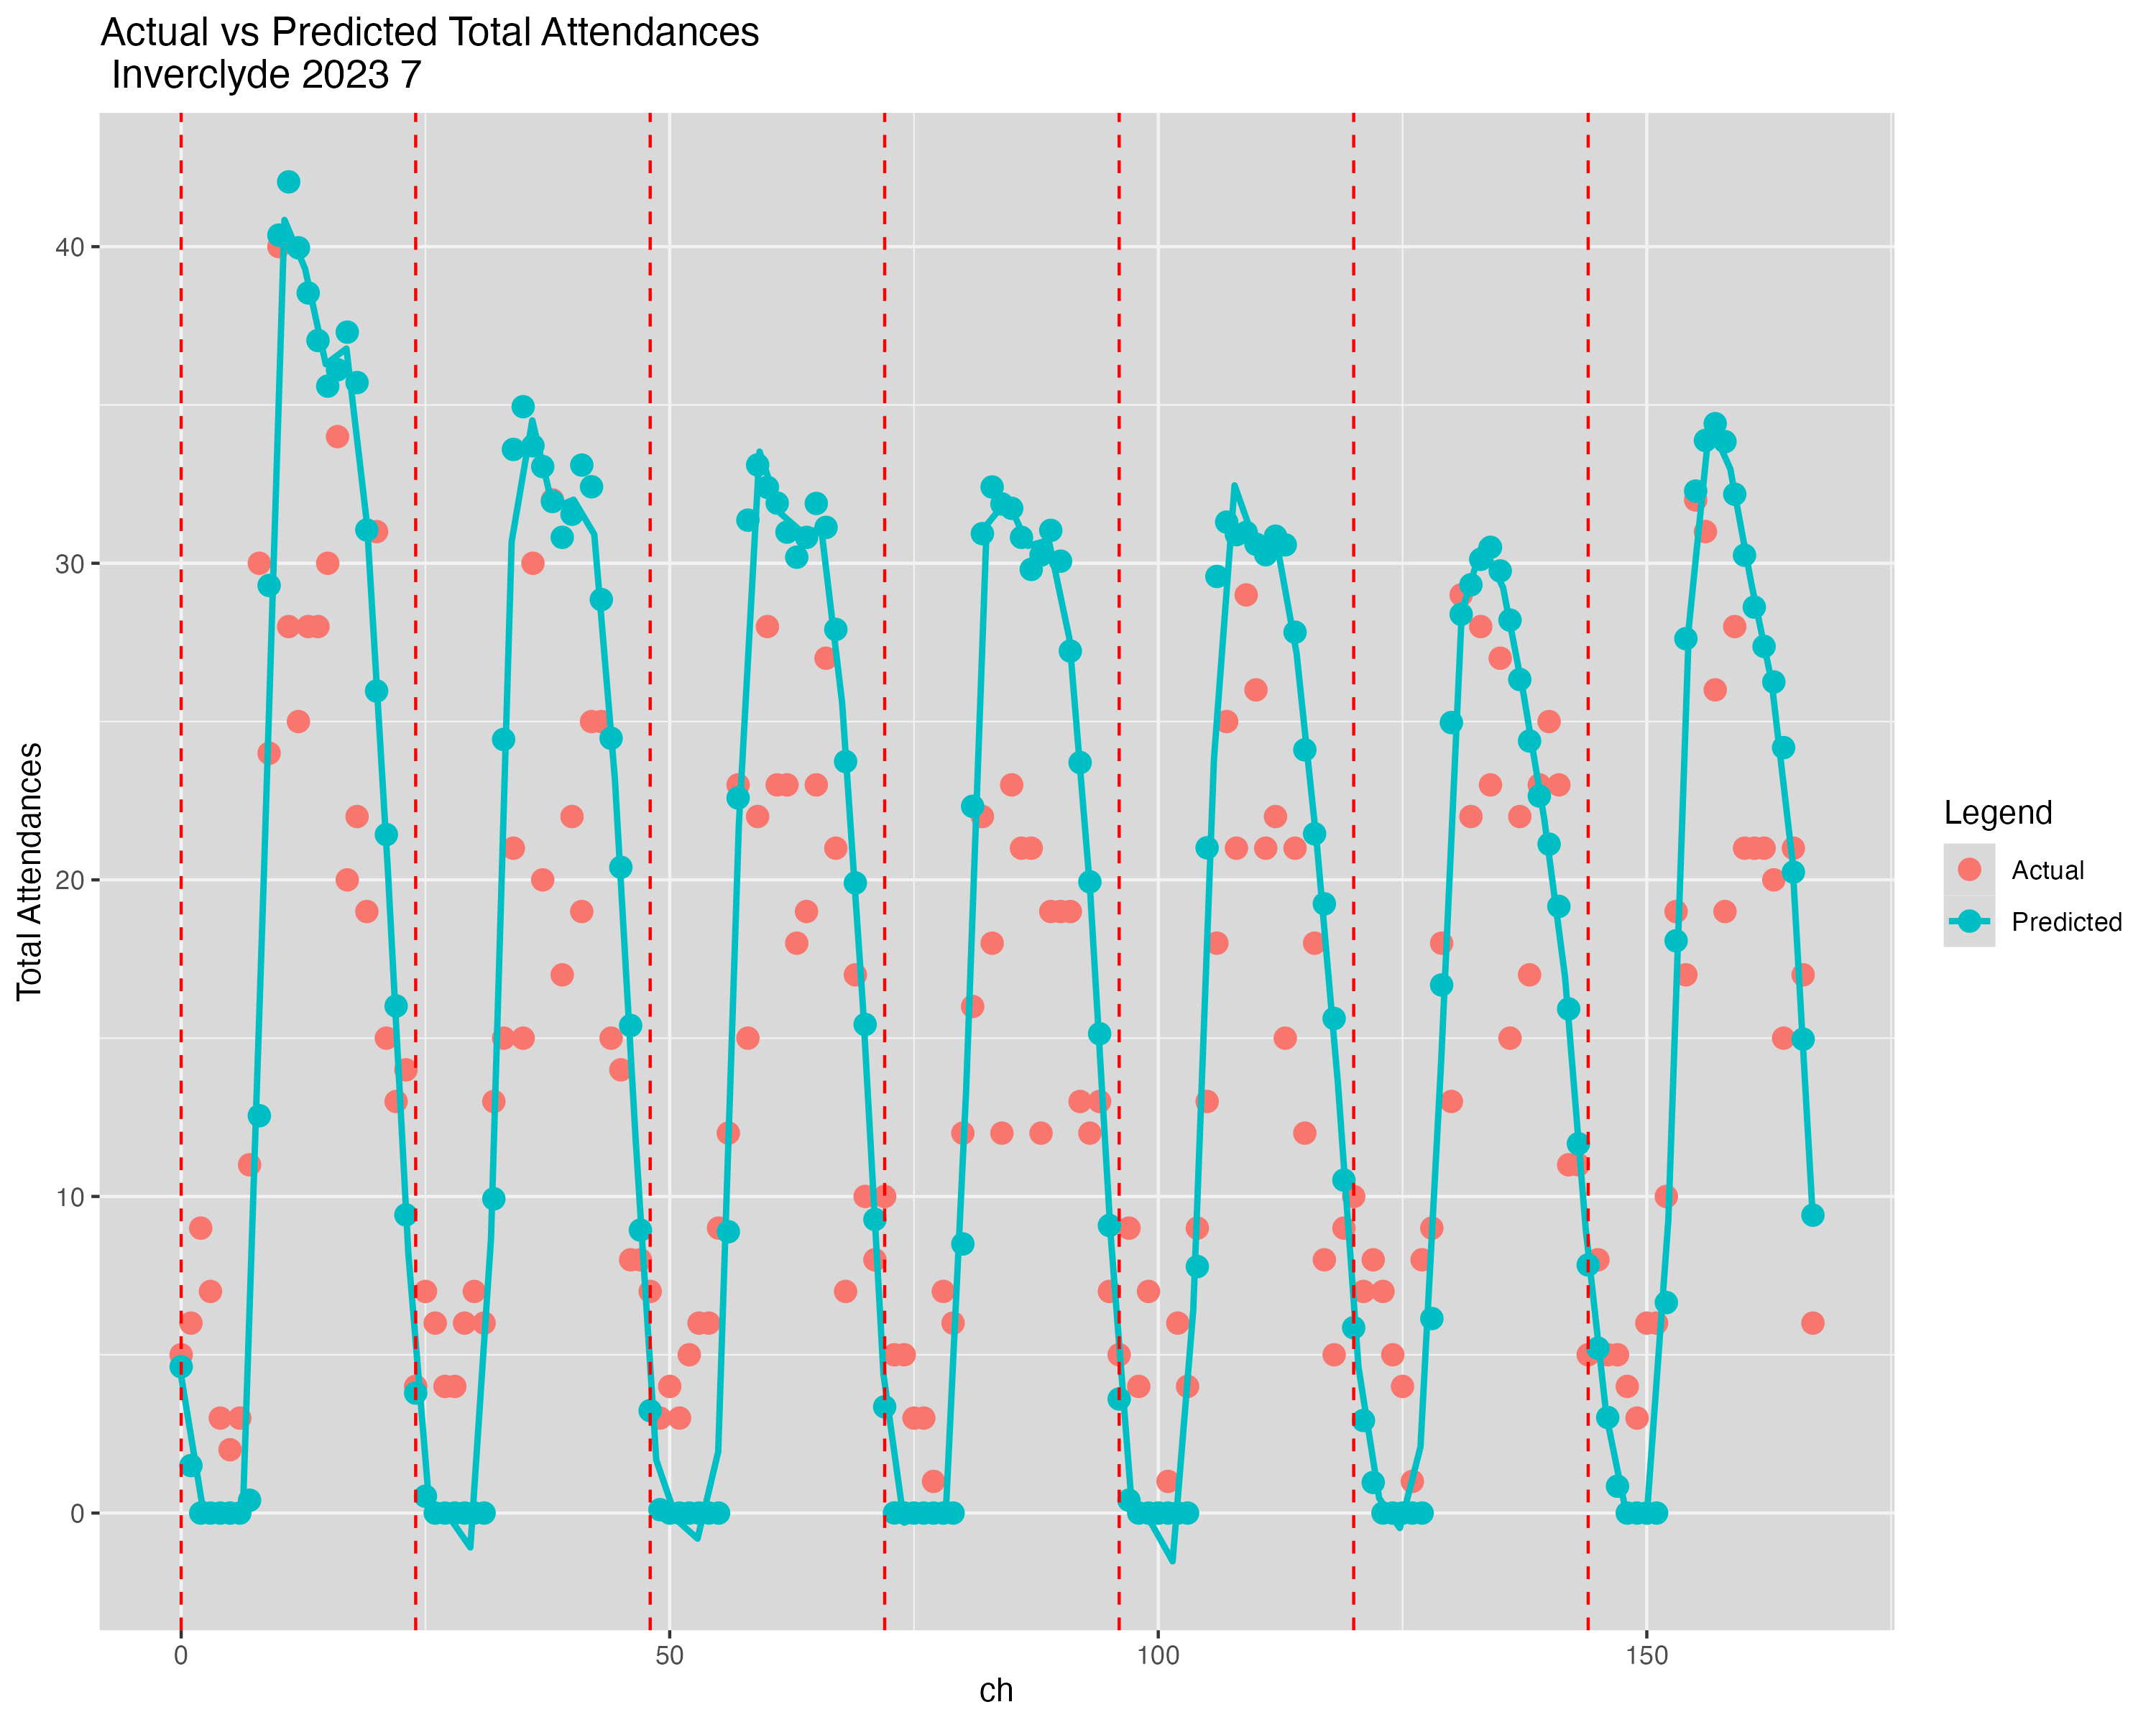 Actual vs Predicted Total Attendances
Inverclyde 2023 7
Total Attendances
40
30
20
10
0
0
50
100
150
ch
Legend
Actual
Predicted